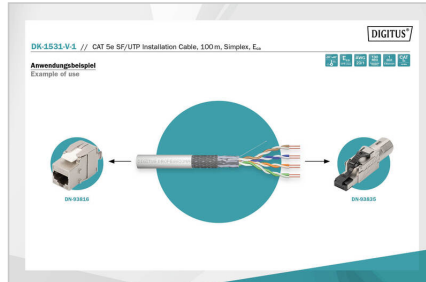 DIGITUS®
DK-1531-V-1 // CAT 5e SF/UTP Installation Cable, 100 m, Simplex, Eca
Anwendungsbeispiel
Example of use
DN-93816
DN-93835